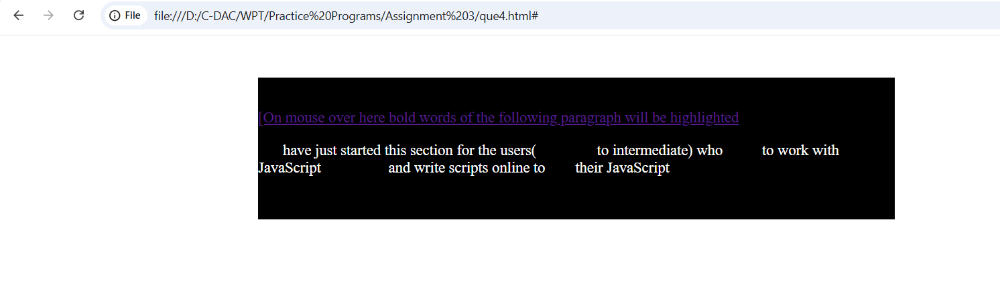 File file:///D:/C-DAC/WPT/Practice%20Programs/Assignment%203/que4.html#
[On mouse over here bold words of the following paragraph will be highlighted
have just started this section for the users( to intermediate) who to work with
JavaScript and write scripts online to their JavaScript